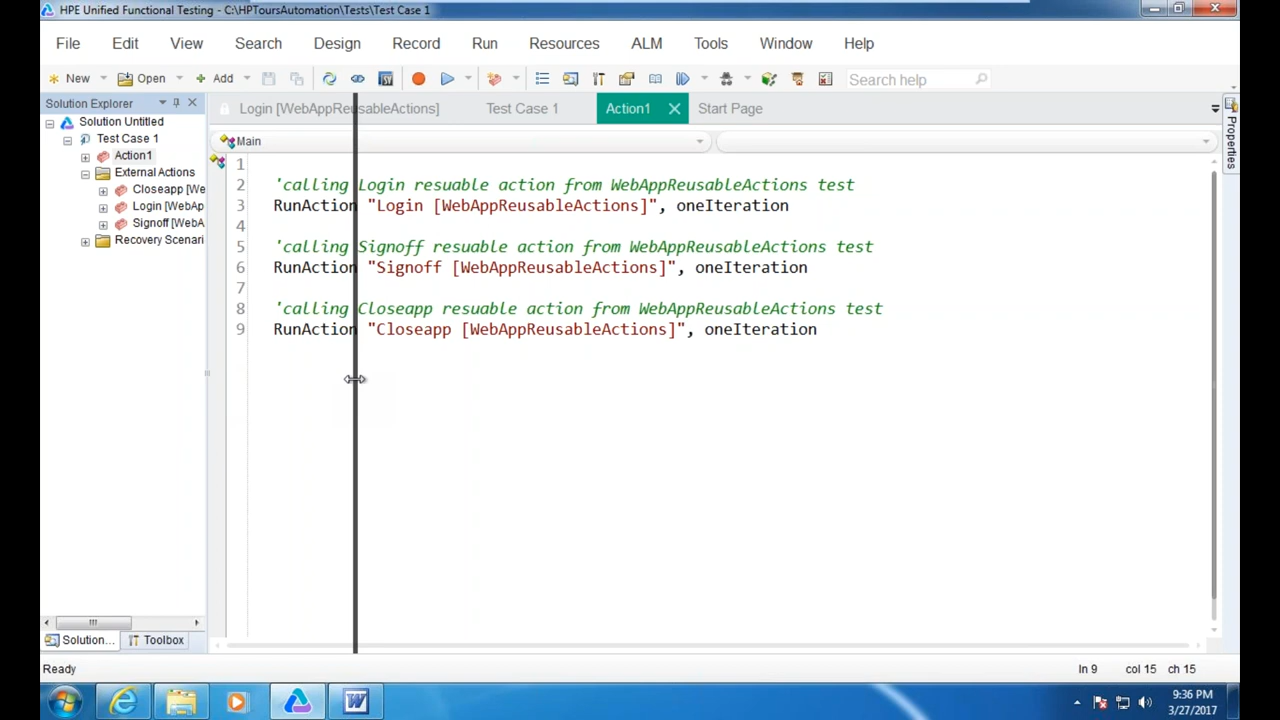 HPE Unified Functional Testing - C:\HPToursAutomation\Tests\Test Case 1
File Edit View Search Design Record Run Resources ALM Tools Window Help
New Open Add Search help
Solution Explorer
Login [WebAppReusableActions] Test Case 1 Action1 Start Page
Solution Untitled
Test Case 1
Action1
External Actions
Closeapp [We
Login [WebAp
Signoff [WebA
Recovery Scenari
Main
Properties
1
2 'calling Login resuable action from WebAppReusableActions test
3 RunAction "Login [WebAppReusableActions]", oneIteration
4
5 'calling Signoff resuable action from WebAppReusableActions test
6 RunAction "Signoff [WebAppReusableActions]", oneIteration
7
8 'calling Closeapp resuable action from WebAppReusableActions test
9 RunAction "Closeapp [WebAppReusableActions]", oneIteration
Solution... Toolbox
Ready ln 9 col 15 ch 15
9:36 PM
3/27/2017